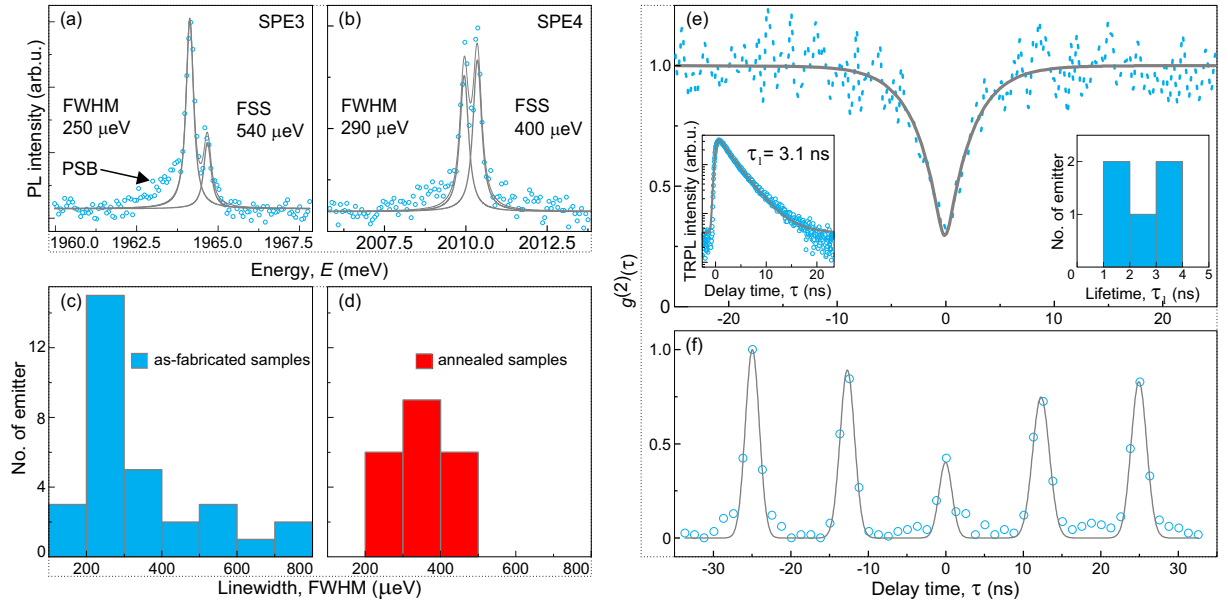 (a)
SPE3
FWHM
250 µeV
FSS
540 µeV
PSB
PL intensity (arb.u.)
1960.0 1962.5 1965.0 1967.5
(b)
SPE4
FWHM
290 µeV
FSS
400 µeV
2007.5 2010.0 2012.5
Energy, E (meV)
(c)
as-fabricated samples
No. of emitter
12
8
4
0
200 400 600 800
(d)
annealed samples
200 400 600 800
Linewidth, FWHM (µeV)
(e)
g(2)(τ)
1.0
0.5
0
-20 -10 0 10 20
TRPL intensity (arb.u.)
τ1= 3.1 ns
0 10 20
Delay time, τ (ns)
No. of emitter
2
1
0 1 2 3 4 5
Lifetime, τ1 (ns)
(f)
1.0
0.5
0
-30 -20 -10 0 10 20 30
Delay time, τ (ns)